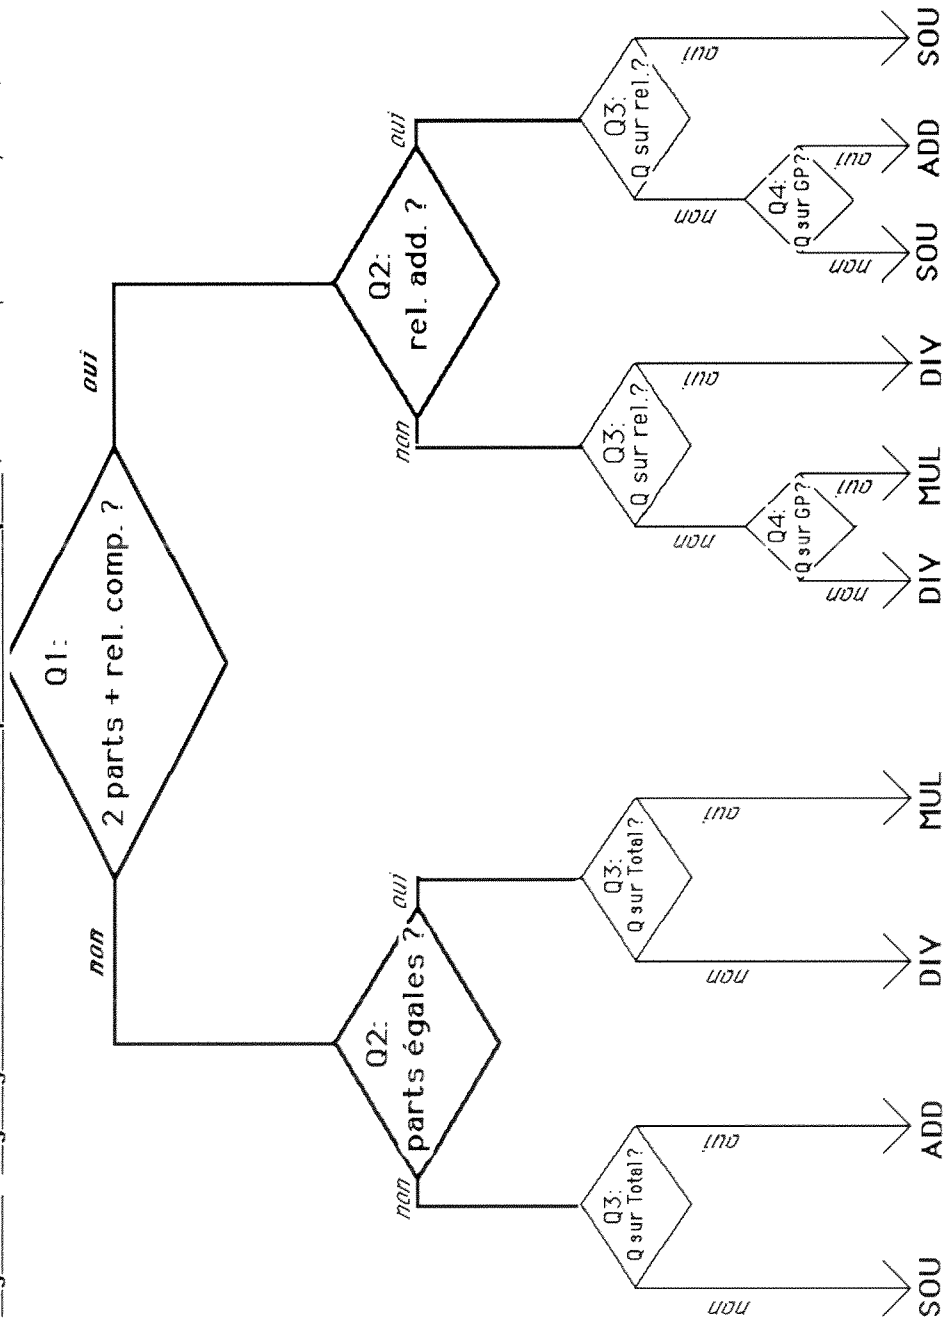 Q1:
2 parts + rel. comp. ?
non
oui
Q2:
parts égales ?
non
oui
Q2:
rel. add. ?
non
oui
Q3:
Q sur Total?
non
oui
Q3:
Q sur Total?
non
oui
Q3:
Q sur rel.?
non
oui
Q4:
Q sur GP?
non
oui
Q3:
Q sur rel.?
non
oui
Q4:
Q sur GP?
non
oui
SOU
ADD
DIV
MUL
DIV
MUL
DIV
SOU
ADD
SOU